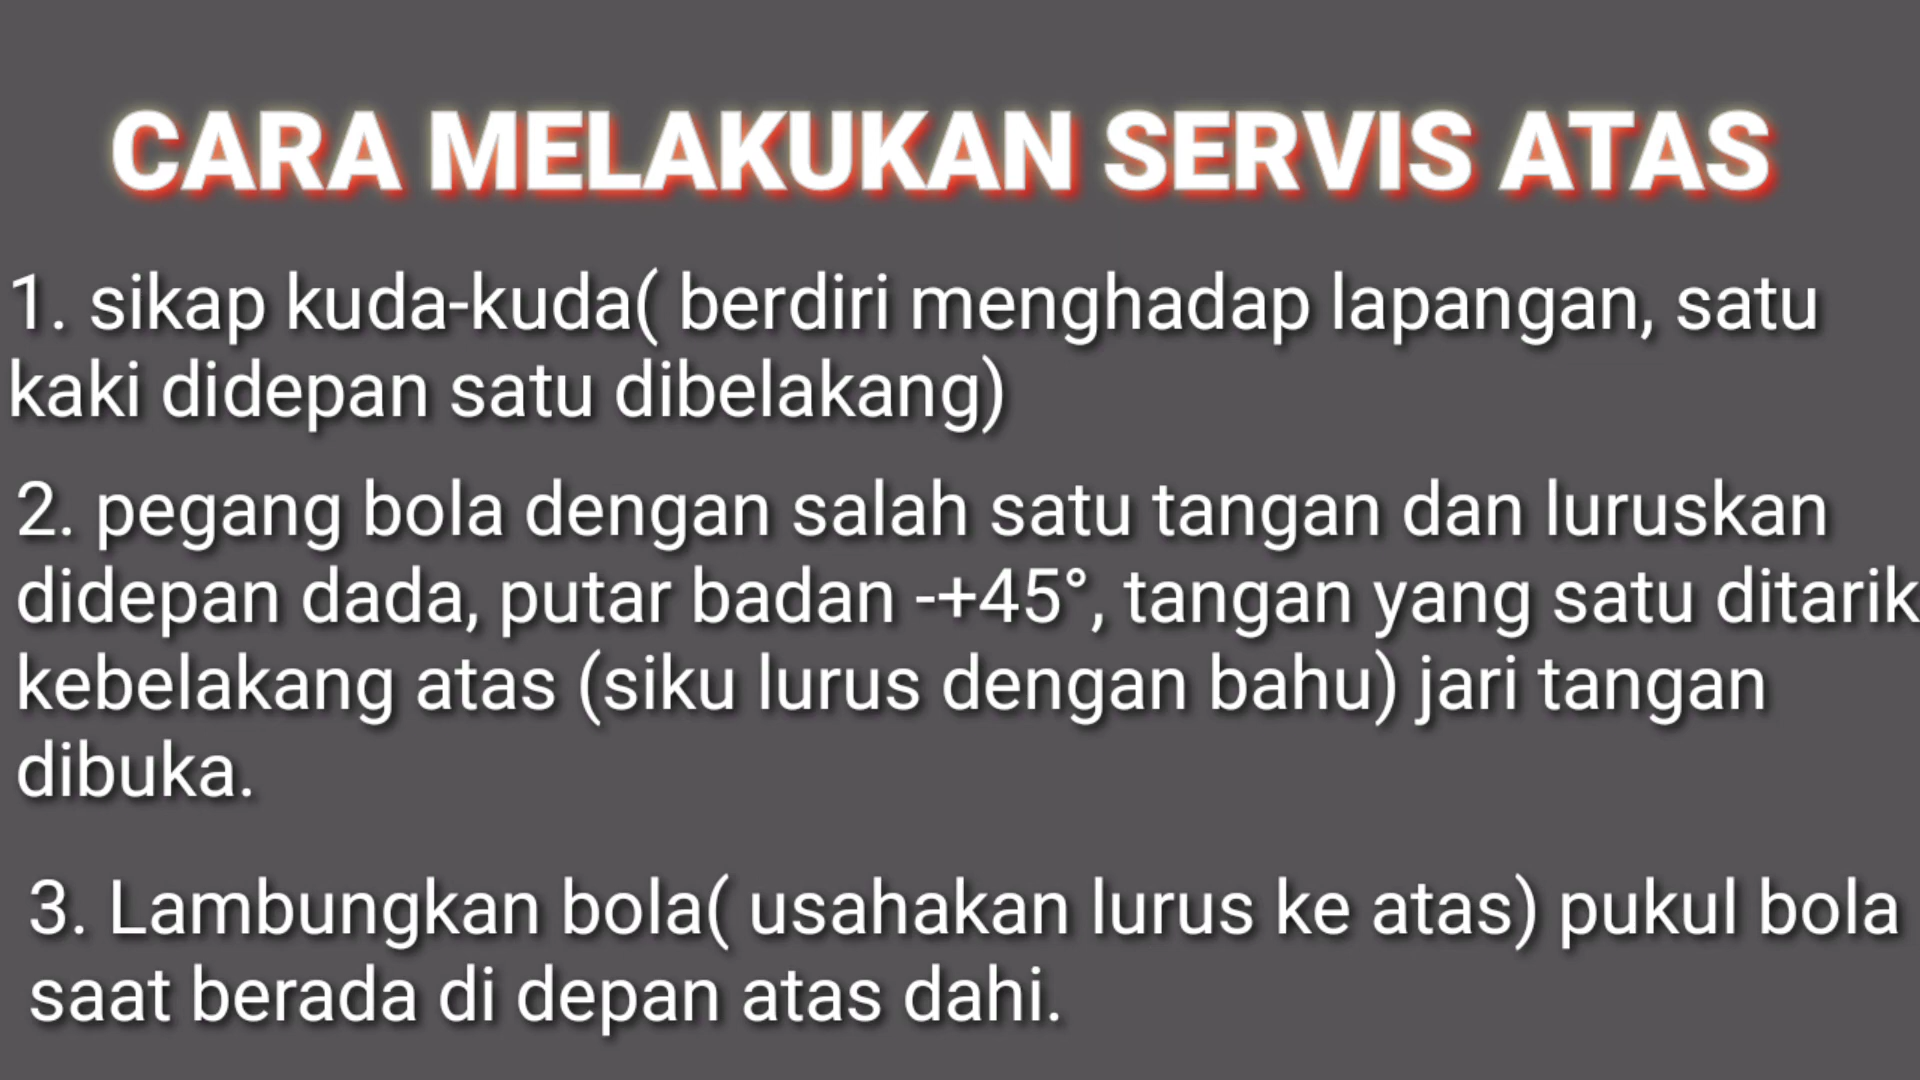 CARA MELAKUKAN SERVIS ATAS
1. sikap kuda-kuda( berdiri menghadap lapangan, satu
kaki didepan satu dibelakang)
2. pegang bola dengan salah satu tangan dan luruskan
didepan dada, putar badan -+45°, tangan yang satu ditarik
kebelakang atas (siku lurus dengan bahu) jari tangan
dibuka.
3. Lambungkan bola( usahakan lurus ke atas) pukul bola
saat berada di depan atas dahi.